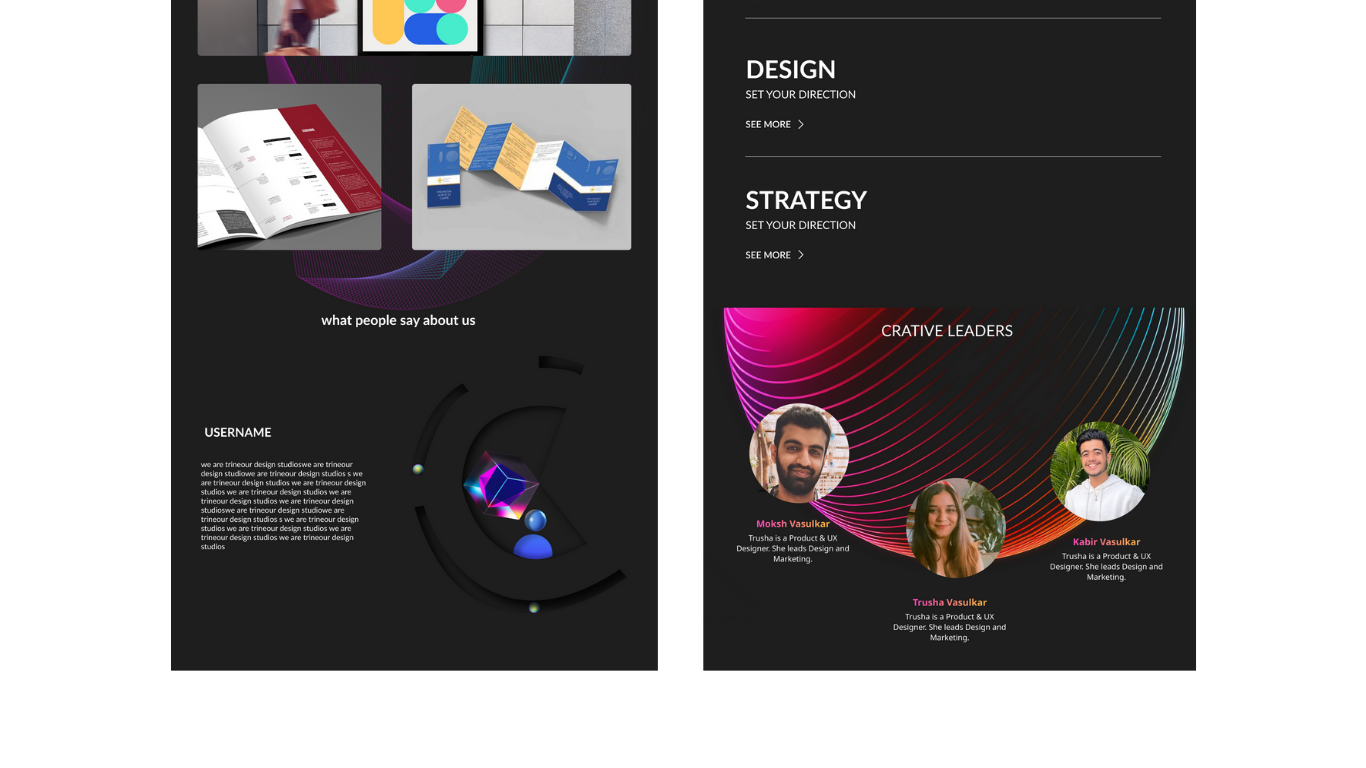 what people say about us
USERNAME
we are trineour design studioswe are trineour
design studiowe are trineour design studios s we
are trineour design studios we are trineour design
studios we are trineour design studios we are
trineour design studios we are trineour design
studioswe are trineour design studiowe are
trineour design studios s we are trineour design
studios we are trineour design studios we are
trineour design studios we are trineour design
studios
DESIGN
SET YOUR DIRECTION
SEE MORE
STRATEGY
SET YOUR DIRECTION
SEE MORE
CRATIVE LEADERS
Moksh Vasulkar
Trusha is a Product & UX
Designer. She leads Design and
Marketing.
Kabir Vasulkar
Trusha is a Product & UX
Designer. She leads Design and
Marketing.
Trusha Vasulkar
Trusha is a Product & UX
Designer. She leads Design and
Marketing.